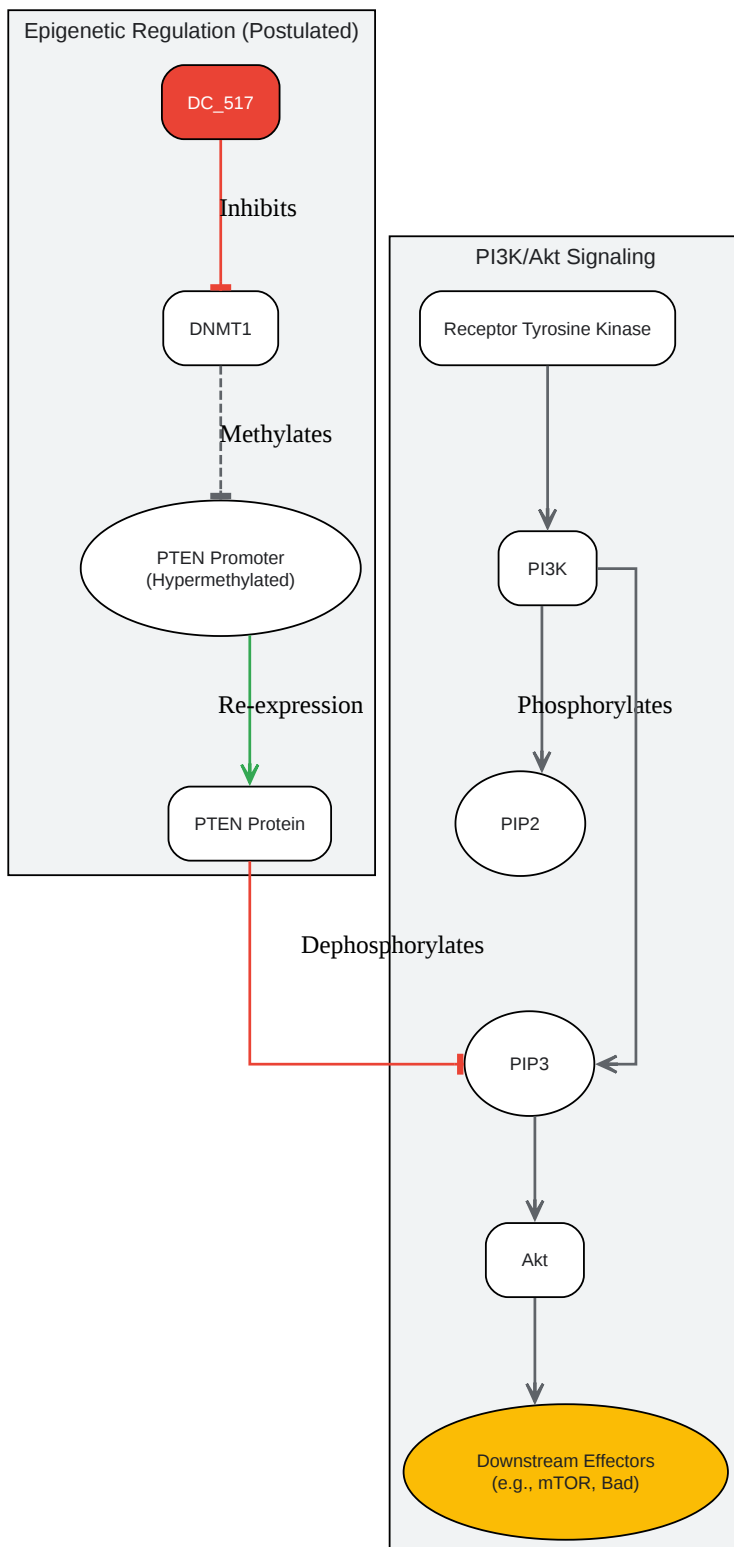 Epigenetic Regulation (Postulated)
DC_517
Inhibits
DNMT1
Methylates
PTEN Promoter
(Hypermethylated)
Re-expression
PTEN Protein
Dephosphorylates
PI3K/Akt Signaling
Receptor Tyrosine Kinase
PI3K
Phosphorylates
PIP2
PIP3
Akt
Downstream Effectors
(e.g., mTOR, Bad)